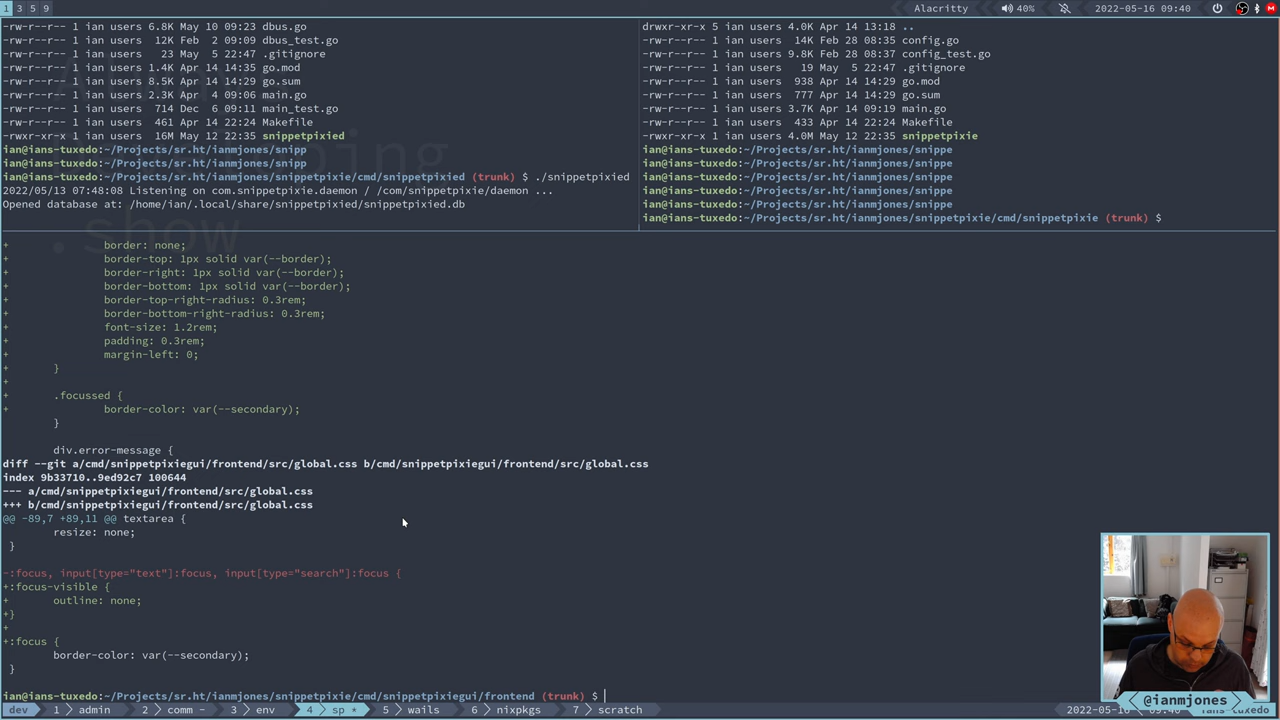 1 3 5 9
Alacritty 40% 2022-05-16 09:40
-rw-r--r-- 1 ian users 6.8K May 10 09:23 dbus.go
-rw-r--r-- 1 ian users 12K Feb 2 09:09 dbus_test.go
-rw-r--r-- 1 ian users 23 May 5 22:47 .gitignore
-rw-r--r-- 1 ian users 1.4K Apr 14 14:35 go.mod
-rw-r--r-- 1 ian users 8.5K Apr 14 14:29 go.sum
-rw-r--r-- 1 ian users 2.3K Apr 4 09:06 main.go
-rw-r--r-- 1 ian users 714 Dec 6 09:11 main_test.go
-rw-r--r-- 1 ian users 461 Apr 14 22:24 Makefile
-rwxr-xr-x 1 ian users 16M May 12 22:35 snippetpixied
ian@ians-tuxedo:~/Projects/sr.ht/ianmjones/snipp
ian@ians-tuxedo:~/Projects/sr.ht/ianmjones/snipp
ian@ians-tuxedo:~/Projects/sr.ht/ianmjones/snippetpixie/cmd/snippetpixied (trunk) $ ./snippetpixied
2022/05/13 07:48:08 Listening on com.snippetpixie.daemon / /com/snippetpixie/daemon ...
Opened database at: /home/ian/.local/share/snippetpixied/snippetpixied.db
drwxr-xr-x 5 ian users 4.0K Apr 14 13:18 ..
-rw-r--r-- 1 ian users 14K Feb 28 08:35 config.go
-rw-r--r-- 1 ian users 9.8K Feb 28 08:37 config_test.go
-rw-r--r-- 1 ian users 19 May 5 22:47 .gitignore
-rw-r--r-- 1 ian users 938 Apr 14 14:29 go.mod
-rw-r--r-- 1 ian users 777 Apr 14 14:29 go.sum
-rw-r--r-- 1 ian users 3.7K Apr 14 09:19 main.go
-rw-r--r-- 1 ian users 433 Apr 14 22:24 Makefile
-rwxr-xr-x 1 ian users 4.0M May 12 22:35 snippetpixie
ian@ians-tuxedo:~/Projects/sr.ht/ianmjones/snippe
ian@ians-tuxedo:~/Projects/sr.ht/ianmjones/snippe
ian@ians-tuxedo:~/Projects/sr.ht/ianmjones/snippe
ian@ians-tuxedo:~/Projects/sr.ht/ianmjones/snippe
ian@ians-tuxedo:~/Projects/sr.ht/ianmjones/snippe
ian@ians-tuxedo:~/Projects/sr.ht/ianmjones/snippetpixie/cmd/snippetpixie (trunk) $
.show
+ border: none;
+ border-top: 1px solid var(--border);
+ border-right: 1px solid var(--border);
+ border-bottom: 1px solid var(--border);
+ border-top-right-radius: 0.3rem;
+ border-bottom-right-radius: 0.3rem;
+ font-size: 1.2rem;
+ padding: 0.3rem;
+ margin-left: 0;
+ }
+
+ .focussed {
+ border-color: var(--secondary);
}
div.error-message {
diff --git a/cmd/snippetpixiegui/frontend/src/global.css b/cmd/snippetpixiegui/frontend/src/global.css
index 9b33710..9ed92c7 100644
--- a/cmd/snippetpixiegui/frontend/src/global.css
+++ b/cmd/snippetpixiegui/frontend/src/global.css
@@ -89,7 +89,11 @@ textarea {
resize: none;
}
-:focus, input[type="text"]:focus, input[type="search"]:focus {
+:focus-visible {
+ outline: none;
+}
+
+:focus {
border-color: var(--secondary);
}
ian@ians-tuxedo:~/Projects/sr.ht/ianmjones/snippetpixie/cmd/snippetpixiegui/frontend (trunk) $
@ianmjones
dev 1 admin 2 comm - 3 env 4 sp * 5 wails 6 nixpkgs 7 scratch 2022-05-16 09:40 ians-tuxedo